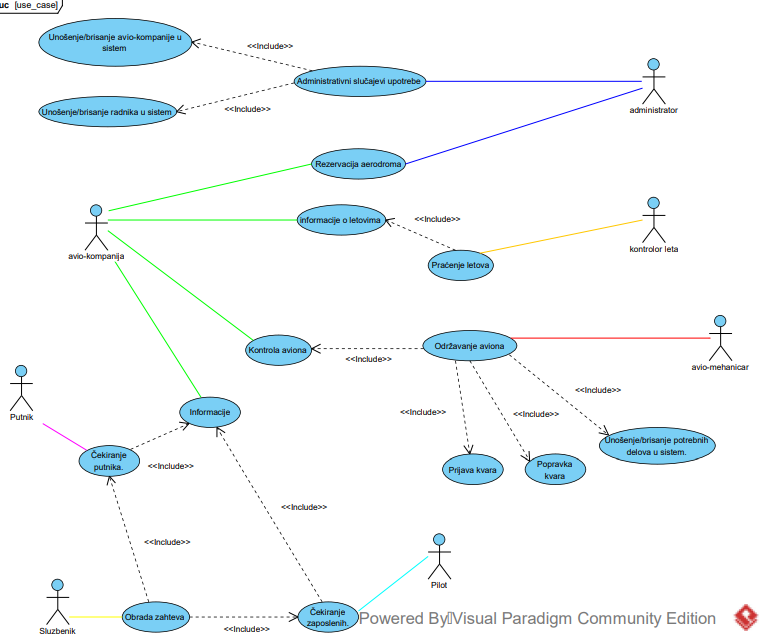 uc [use_case]
Unošenje/brisanje avio-kompanije u
sistem
<<Include>>
Administrativni slučajevi upotrebe
<<Include>>
Unošenje/brisanje radnika u sistem
administrator
Rezervacija aerodroma
informacije o letovima
<<Include>>
avio-kompanija
kontrolor leta
Pračenje letova
Kontrola aviona
<<Include>>
Održavanje aviona
avio-mehanicar
<<Include>>
Putnik
Informacije
<<Include>>
<<Include>>
Unošenje/brisanje potrebnih
delova u sistem.
Čekiranje
putnika.
<<Include>>
Prijava kvara
Popravka
kvara
<<Include>>
<<Include>>
Pilot
Sluzbenik
Obrada zahteva
<<Include>>
Čekiranje
zaposlenih.
Powered By Visual Paradigm Community Edition